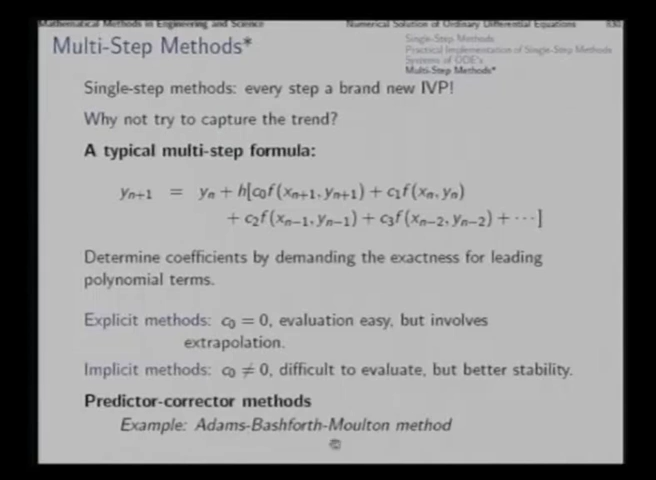 Mathematical Methods in Engineering and Science
Numerical Solution of Ordinary Differential Equations
Multi-Step Methods*
Single-Step Methods
Practical Implementation of Single-Step Methods
Systems of ODE's
Multi-Step Methods*
Single-step methods: every step a brand new IVP!
Why not try to capture the trend?
A typical multi-step formula:
yₙ₊₁ = yₙ + h[c₀f(xₙ₊₁, yₙ₊₁) + c₁f(xₙ, yₙ)
+ c₂f(xₙ₋₁, yₙ₋₁) + c₃f(xₙ₋₂, yₙ₋₂) + ⋯]
Determine coefficients by demanding the exactness for leading
polynomial terms.
Explicit methods: c₀ = 0, evaluation easy, but involves
extrapolation.
Implicit methods: c₀ ≠ 0, difficult to evaluate, but better stability.
Predictor-corrector methods
Example: Adams-Bashforth-Moulton method